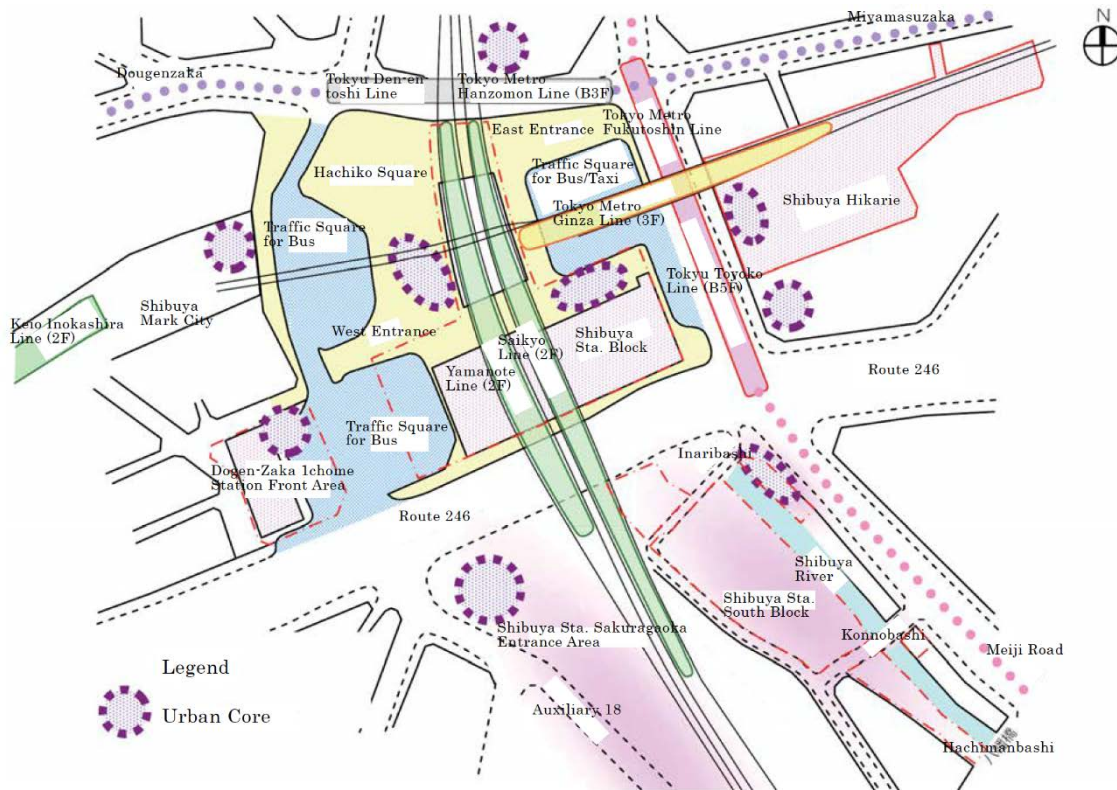 N
Miyamasuzaka
Dougenzaka
Tokyu Den-en
toshi Line
Tokyo Metro
Hanzomon Line (B3F)
East Entrance
Tokyo Metro
Fukutoshin Line
Hachiko Square
Traffic Square
for Bus/Taxi
Shibuya Hikarie
Tokyo Metro
Ginza Line (3F)
Traffic Square
for Bus
Tokyu Toyoko
Line (B5F)
Shibuya
Mark City
Keio Inokashira
Line (2F)
West Entrance
Saikyo
Line (2F)
Shibuya
Sta. Block
Yamanote
Line (2F)
Route 246
Traffic Square
for Bus
Dogen-Zaka 1chome
Station Front Area
Inaribashi
Route 246
Shibuya
River
Shibuya Sta.
South Block
Shibuya Sta. Sakuragaoka
Entrance Area
Konnobashi
Meiji Road
Legend
Urban Core
Auxiliary 18
Hachimanbashi
八幡橋